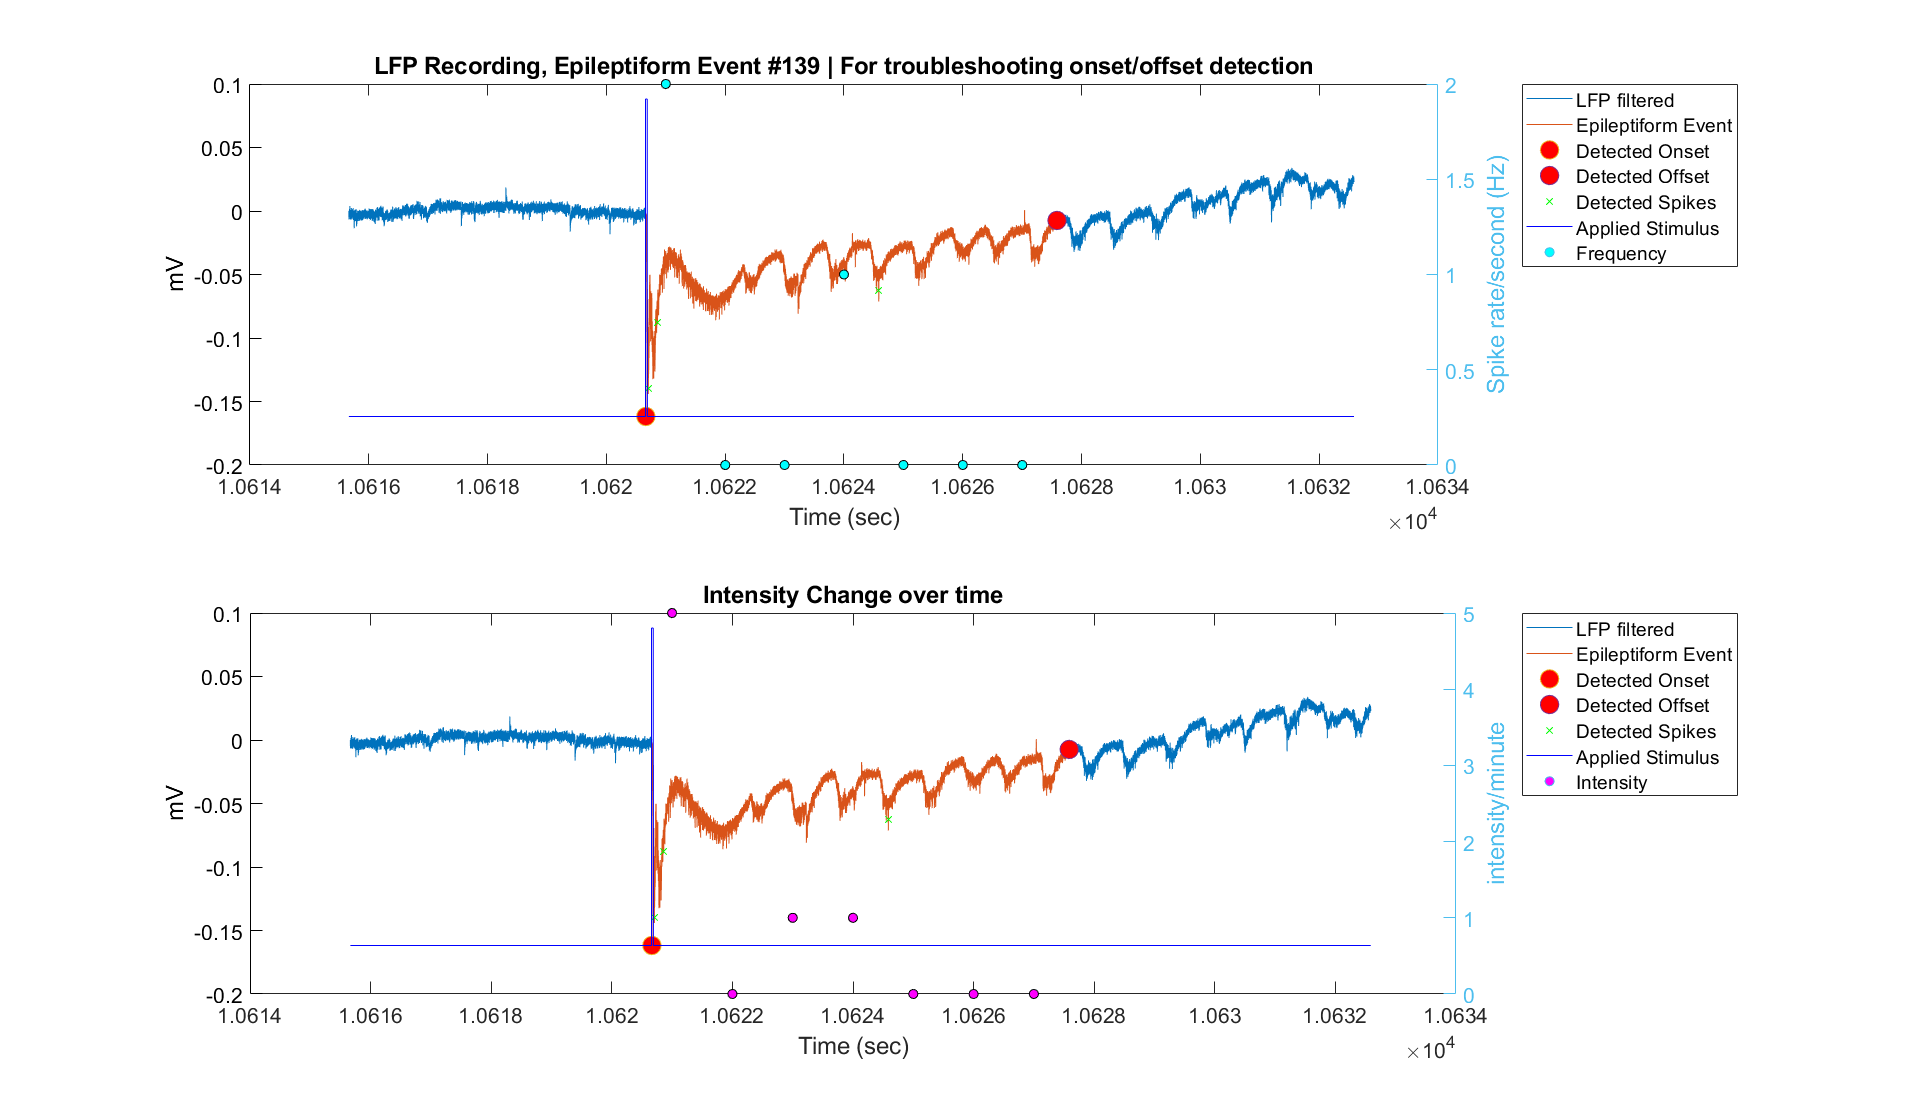 LFP Recording, Epileptiform Event #139 | For troubleshooting onset/offset detection
0.1
0.05
0
-0.05
-0.1
-0.15
-0.2
mV
2
1.5
1
0.5
0
Spike rate/second (Hz)
1.0614 1.0616 1.0618 1.062 1.0622 1.0624 1.0626 1.0628 1.063 1.0632 1.0634
Time (sec)
×10^4
LFP filtered
Epileptiform Event
Detected Onset
Detected Offset
Detected Spikes
Applied Stimulus
Frequency
Intensity Change over time
0.1
0.05
0
-0.05
-0.1
-0.15
-0.2
mV
5
4
3
2
1
0
intensity/minute
1.0614 1.0616 1.0618 1.062 1.0622 1.0624 1.0626 1.0628 1.063 1.0632 1.0634
Time (sec)
×10^4
LFP filtered
Epileptiform Event
Detected Onset
Detected Offset
Detected Spikes
Applied Stimulus
Intensity